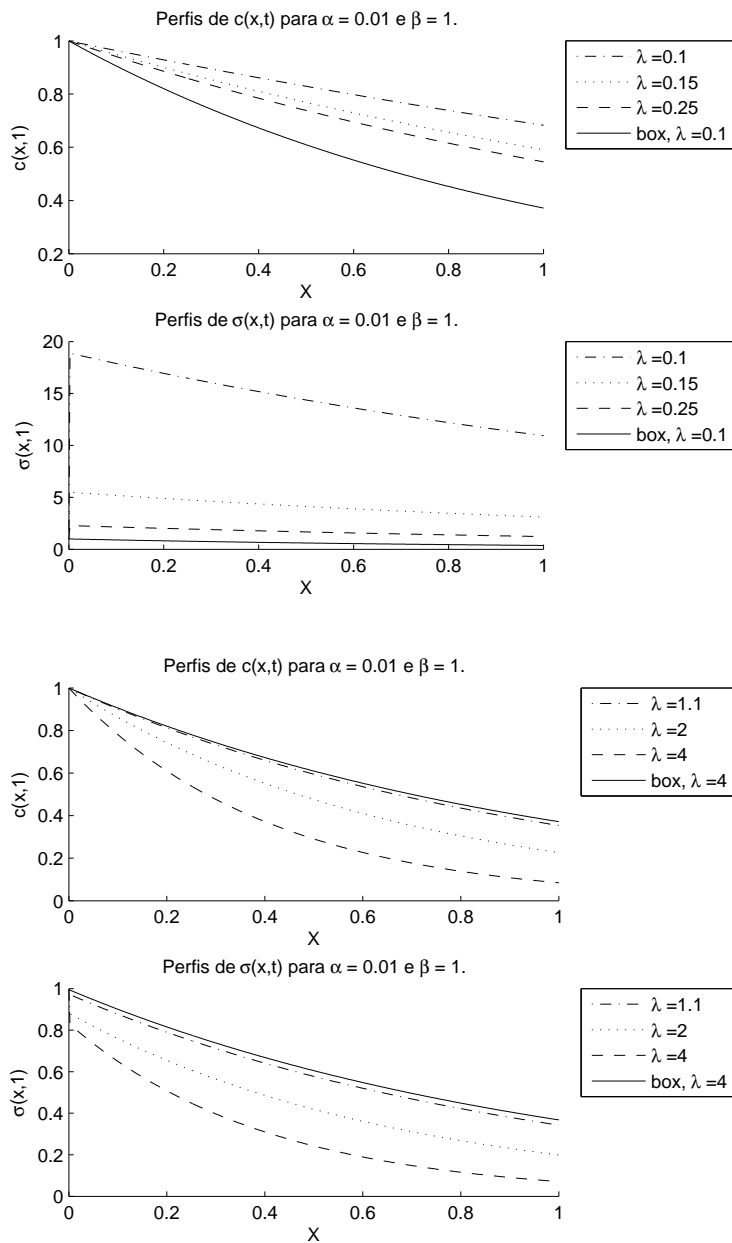 Perfis de c(x,t) para α = 0.01 e β = 1.
1
0.8
0.6
0.4
0.2
c(x,1)
0
0.2
0.4
0.6
0.8
1
X
λ =0.1
λ =0.15
λ =0.25
box, λ =0.1
Perfis de σ(x,t) para α = 0.01 e β = 1.
20
15
10
5
0
σ(x,1)
0
0.2
0.4
0.6
0.8
1
X
λ =0.1
λ =0.15
λ =0.25
box, λ =0.1
Perfis de c(x,t) para α = 0.01 e β = 1.
1
0.8
0.6
0.4
0.2
0
c(x,1)
0
0.2
0.4
0.6
0.8
1
X
λ =1.1
λ =2
λ =4
box, λ =4
Perfis de σ(x,t) para α = 0.01 e β = 1.
1
0.8
0.6
0.4
0.2
0
σ(x,1)
0
0.2
0.4
0.6
0.8
1
X
λ =1.1
λ =2
λ =4
box, λ =4